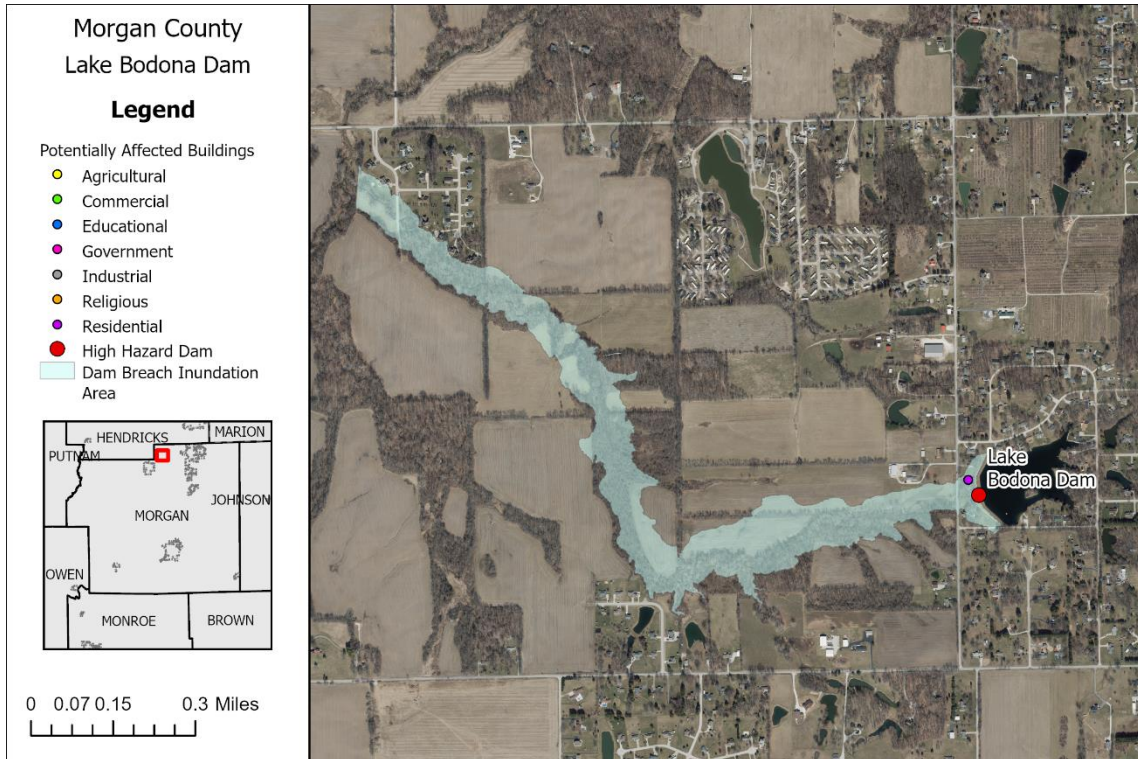 Morgan County
Lake Bodona Dam
Legend
Potentially Affected Buildings
Agricultural
Commercial
Educational
Government
Industrial
Religious
Residential
High Hazard Dam
Dam Breach Inundation
Area
HENDRICKS
MARION
PUTNAM
JOHNSON
MORGAN
OWEN
MONROE
BROWN
0 0.07 0.15 0.3 Miles
Lake
Bodona Dam